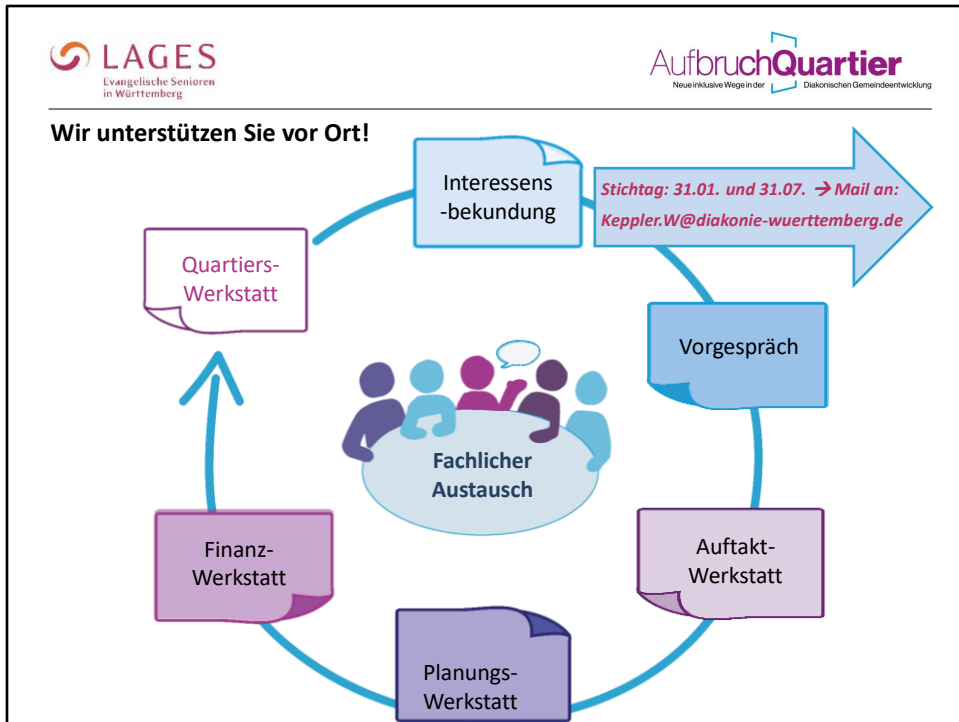 LAGES
Evangelische Senioren
in Württemberg
AufbruchQuartier
Neue inklusive Wege in der Diakonischen Gemeindeentwicklung
Wir unterstützen Sie vor Ort!
Interessens
-bekundung
Stichtag: 31.01. und 31.07. → Mail an:
Keppler.W@diakonie-wuerttemberg.de
Quartiers-
Werkstatt
Vorgespräch
Fachlicher
Austausch
Finanz-
Werkstatt
Auftakt-
Werkstatt
Planungs-
Werkstatt